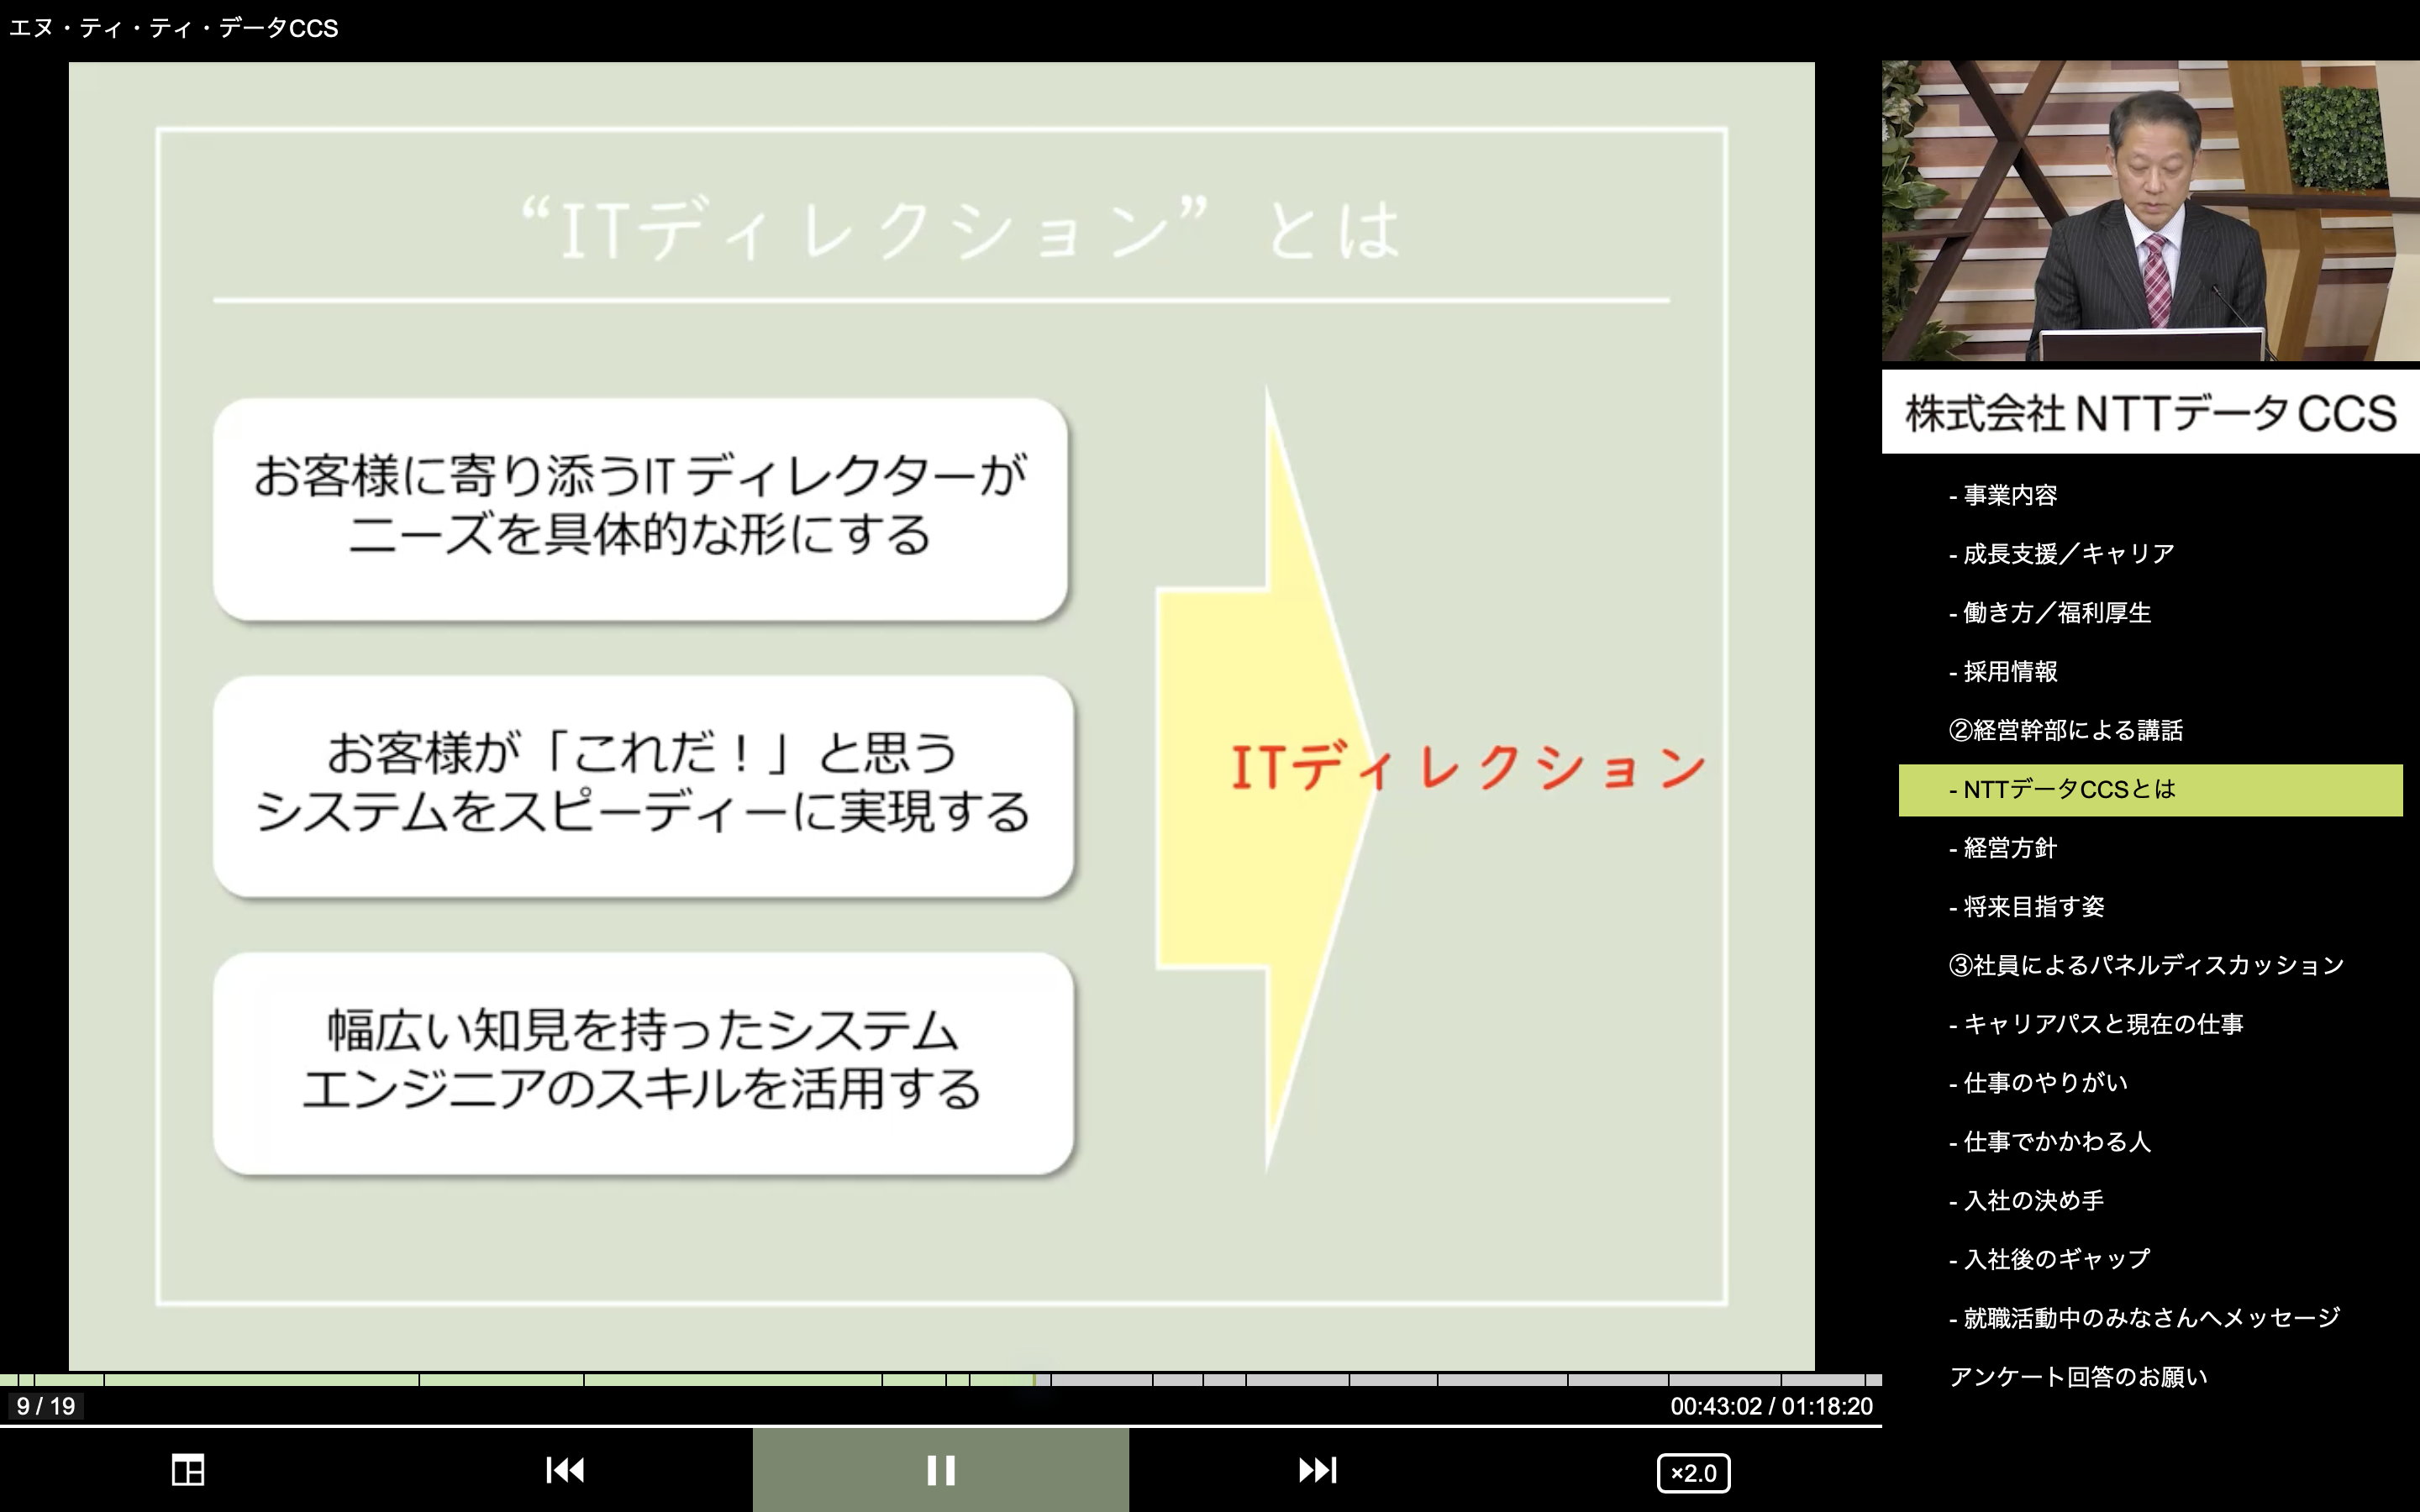 エヌ・ティ・ティ・データCCS
“ITディレクション” とは
お客様に寄り添うITディレクターが
ニーズを具体的な形にする
お客様が「これだ！」と思う
システムをスピーディーに実現する
幅広い知見を持ったシステム
エンジニアのスキルを活用する
ITディレクション
株式会社NTTデータCCS
- 事業内容
- 成長支援／キャリア
- 働き方／福利厚生
- 採用情報
②経営幹部による講話
- NTTデータCCSとは
- 経営方針
- 将来目指す姿
③社員によるパネルディスカッション
- キャリアパスと現在の仕事
- 仕事のやりがい
- 仕事でかかわる人
- 入社の決め手
- 入社後のギャップ
- 就職活動中のみなさんへメッセージ
アンケート回答のお願い
9 / 19
00:43:02 / 01:18:20
×2.0